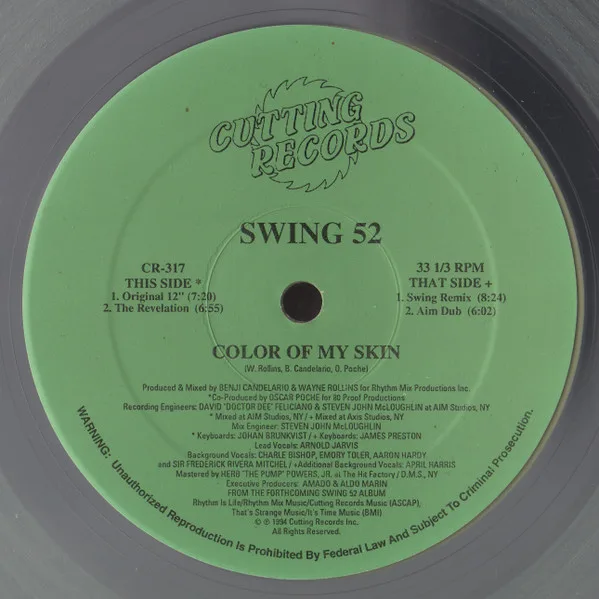 CUTTING
RECORDS
SWING 52
CR-317
THIS SIDE *
1. Original 12" (7:20)
2. The Revelation (6:55)
33 1/3 RPM
THAT SIDE +
1. Swing Remix (8:24)
2. Aim Dub (6:02)
COLOR OF MY SKIN
(W. Rollins, B. Candelario, O. Poche)
Produced & Mixed by BENJI CANDELARIO & WAYNE ROLLINS for Rhythm Mix Productions Inc.
*Co-Produced by OSCAR POCHE for 80 Proof Productions
Recording Engineers: DAVID "DOCTOR DEE" FELICIANO & STEVEN JOHN McLOUGHLIN at AIM Studios, NY
* Mixed at AIM Studios, NY / + Mixed at Axis Studios, NY
Mix Engineer: STEVEN JOHN McLOUGHLIN
* Keyboards: JOHAN BRUNKVIST / + Keyboards: JAMES PRESTON
Lead Vocals: ARNOLD JARVIS
Background Vocals: CHARLE BISHOP, EMORY TOLER, AARON HARDY
and SIR FREDERICK RIVERA MITCHEL / +Additional Background Vocals: APRIL HARRIS
Mastered by HERB "THE PUMP" POWERS, JR. at The Hit Factory / D.M.S., NY
Executive Producers: AMADO & ALDO MARIN
FROM THE FORTHCOMING SWING 52 ALBUM
Rhythm Is Life/Rhythm Mix Music/Cutting Music (ASCAP),
That's Strange Music/It's Time Music (BMI)
© ℗ 1994 Cutting Records Inc.
All Rights Reserved.
WARNING: Unauthorized Reproduction Is Prohibited By Federal Law And Subject To Criminal Prosecution.